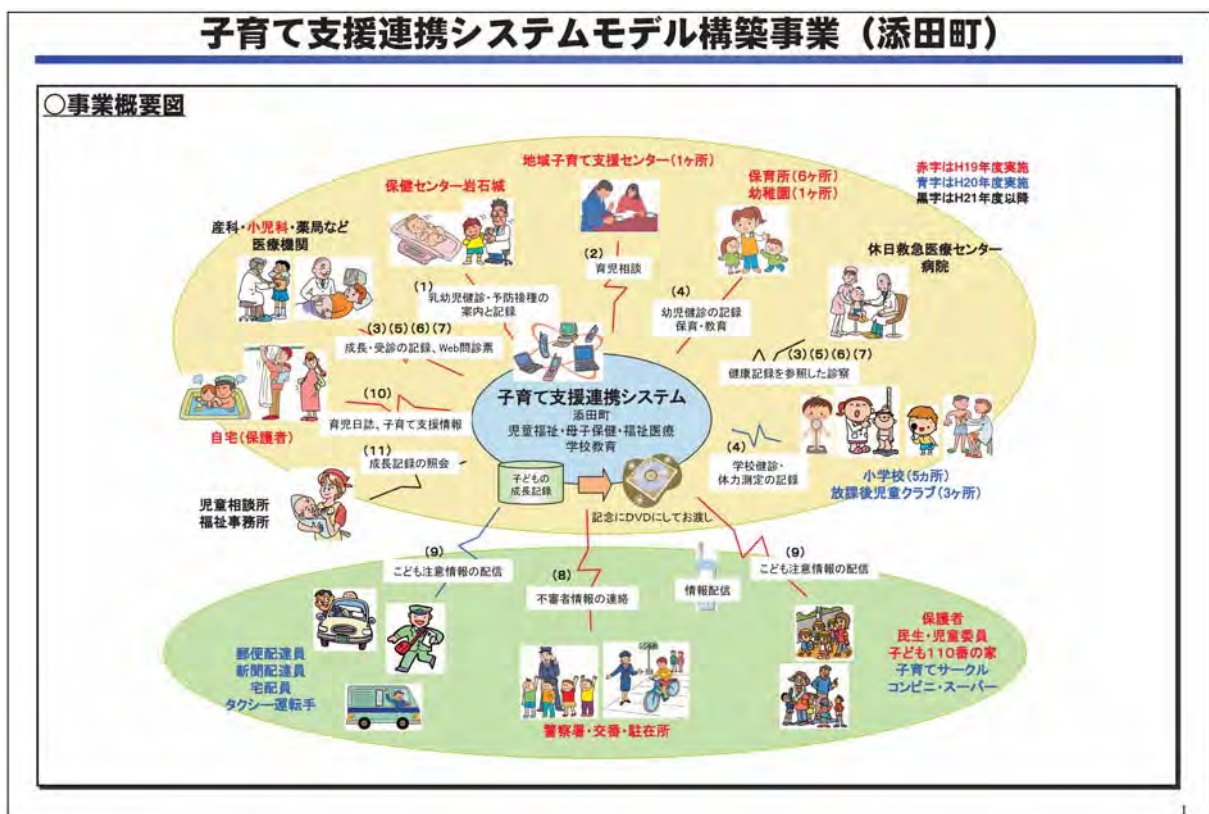 子育て支援連携システムモデル構築事業（添田町）
○事業概要図
地域子育て支援センター（1ヶ所）
赤字はH19年度実施
青字はH20年度実施
黒字はH21年度以降
保健センター岩石城
保育所（6ヶ所）
幼稚園（1ヶ所）
産科・小児科・薬局など
医療機関
休日救急医療センター
病院
（2）
育児相談
（1）
乳幼児健診・予防接種の
案内と記録
（4）
幼児健診の記録
保育・教育
（3）（5）（6）（7）
成長・受診の記録、Web問診票
（3）（5）（6）（7）
健康記録を参照した診察
子育て支援連携システム
添田町
児童福祉・母子保健・福祉医療
学校教育
（10）
育児日誌、子育て支援情報
自宅（保護者）
（4）
学校健診・
体力測定の記録
（11）
成長記録の照会
小学校（5カ所）
放課後児童クラブ（3ヶ所）
子どもの
成長記録
記念にDVDにしてお渡し
児童相談所
福祉事務所
（9）
こども注意情報の配信
（8）
不審者情報の連絡
情報配信
（9）
こども注意情報の配信
郵便配達員
新聞配達員
宅配員
タクシー運転手
保護者
民生・児童委員
子ども110番の家
子育てサークル
コンビニ・スーパー
警察署・交番・駐在所
1